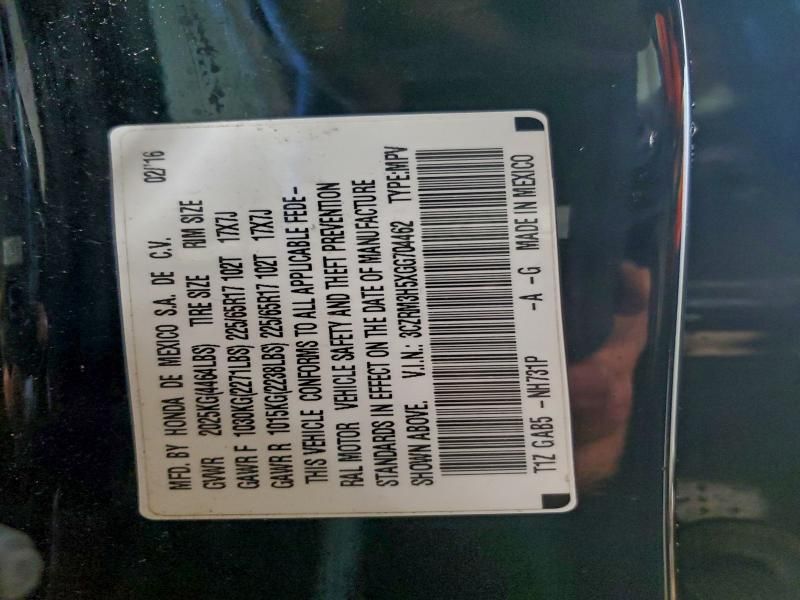 MFD. BY HONDA DE MEXICO S.A. DE C.V. 02/'16
GVWR 2025KG(4464LBS) TIRE SIZE RIM SIZE
GAWR F 1030KG(2271LBS) 225/65R17 102T 17X7J
GAWR R 1015KG(2238LBS) 225/65R17 102T 17X7J
THIS VEHICLE CONFORMS TO ALL APPLICABLE FEDE-
RAL MOTOR VEHICLE SAFETY AND THEFT PREVENTION
STANDARDS IN EFFECT ON THE DATE OF MANUFACTURE
SHOWN ABOVE. V.I.N.: 3CZRM3H5XGG704462 TYPE:MPV
T1Z GAB5 -NH731P -A -G MADE IN MEXICO